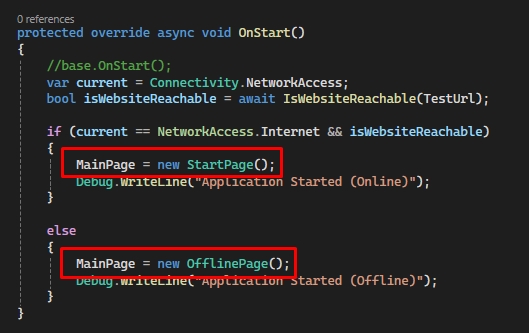 0 references
protected override async void OnStart()
{
//base.OnStart();
var current = Connectivity.NetworkAccess;
bool isWebsiteReachable = await IsWebsiteReachable(TestUrl);
if (current == NetworkAccess.Internet && isWebsiteReachable)
{
MainPage = new StartPage();
Debug.WriteLine("Application Started (Online)");
}
else
{
MainPage = new OfflinePage();
Debug.WriteLine("Application Started (Offline)");
}
}